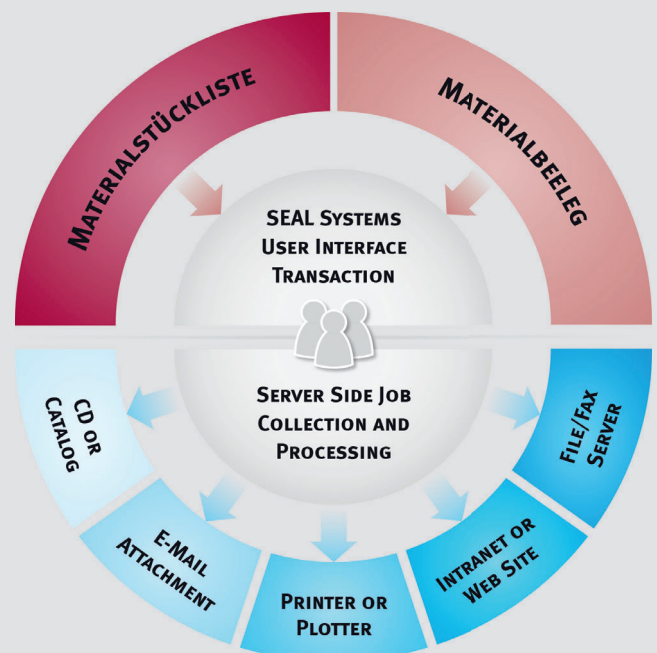 MATERIALSTÜCKLISTE
MATERIALBEELEG
SEAL SYSTEMS
USER INTERFACE
TRANSACTION
SERVER SIDE JOB
COLLECTION AND
PROCESSING
CD OR
CATALOG
E-MAIL
ATTACHMENT
PRINTER OR
PLOTTER
INTRANET OR
WEB SITE
FILE/FAX
SERVER